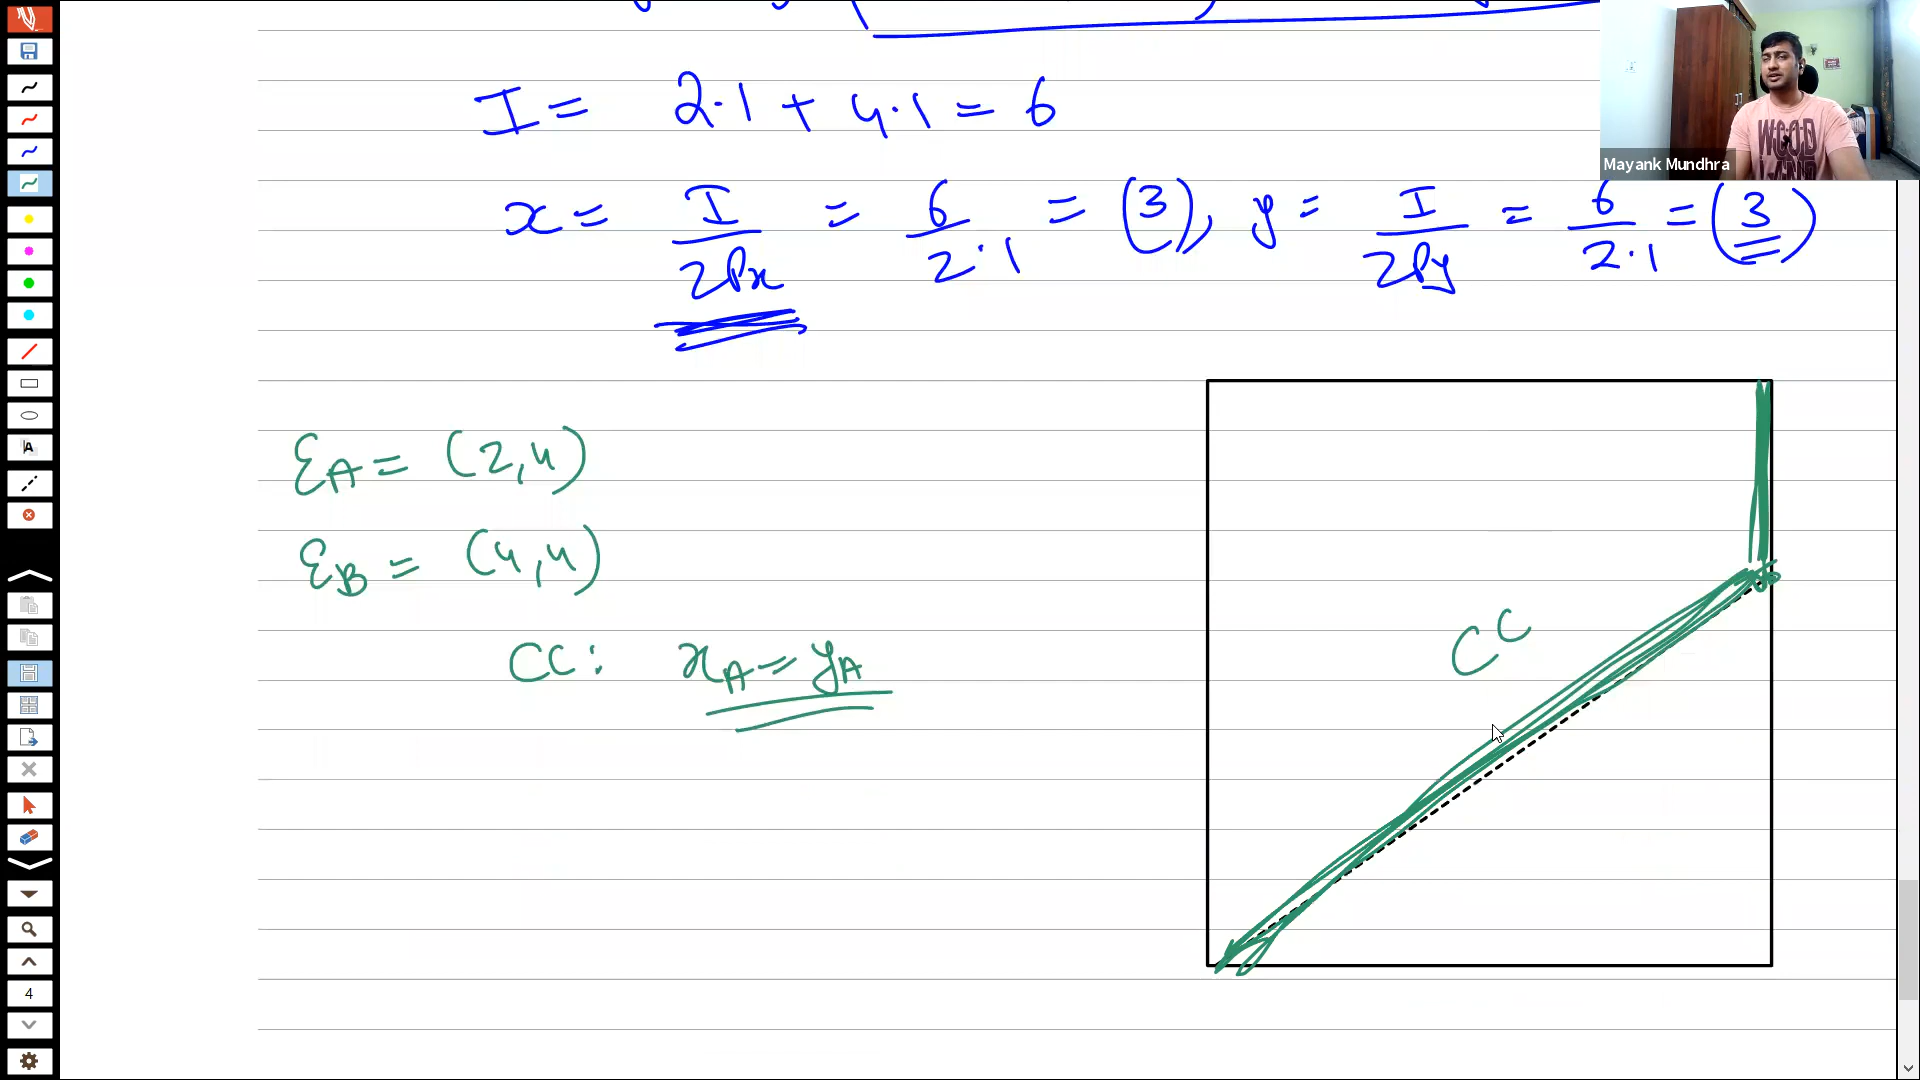 I = 2·1 + 4·1 = 6
Mayank Mundhra
WOOD
x = I/2Px = 6/2·1 = (3), y = I/2Py = 6/2·1 = (3)
εA = (2,4)
εB = (4,4)
CC
CC: xA = yA
4